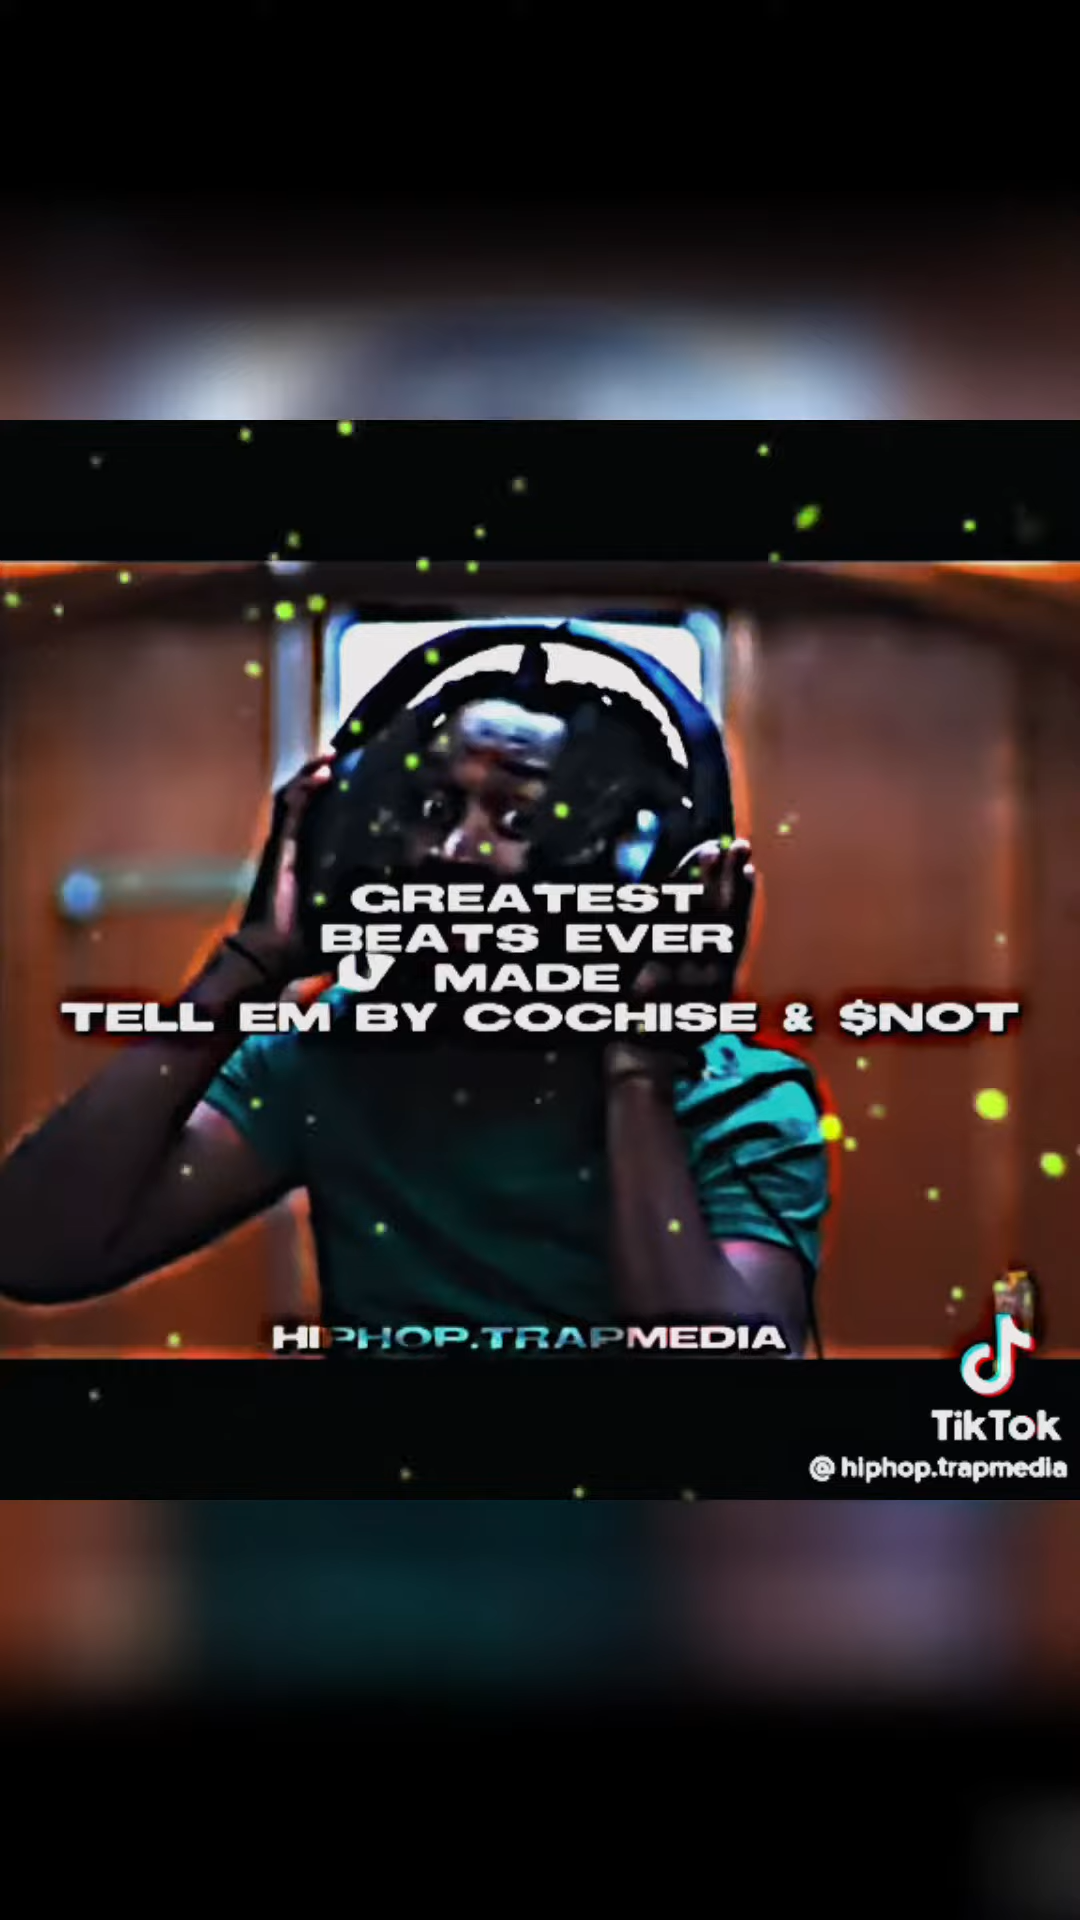 GREATEST
BEATS EVER
MADE
TELL EM BY COCHISE & $NOT
HIPHOP.TRAPMEDIA
TikTok
@hiphop.trapmedia